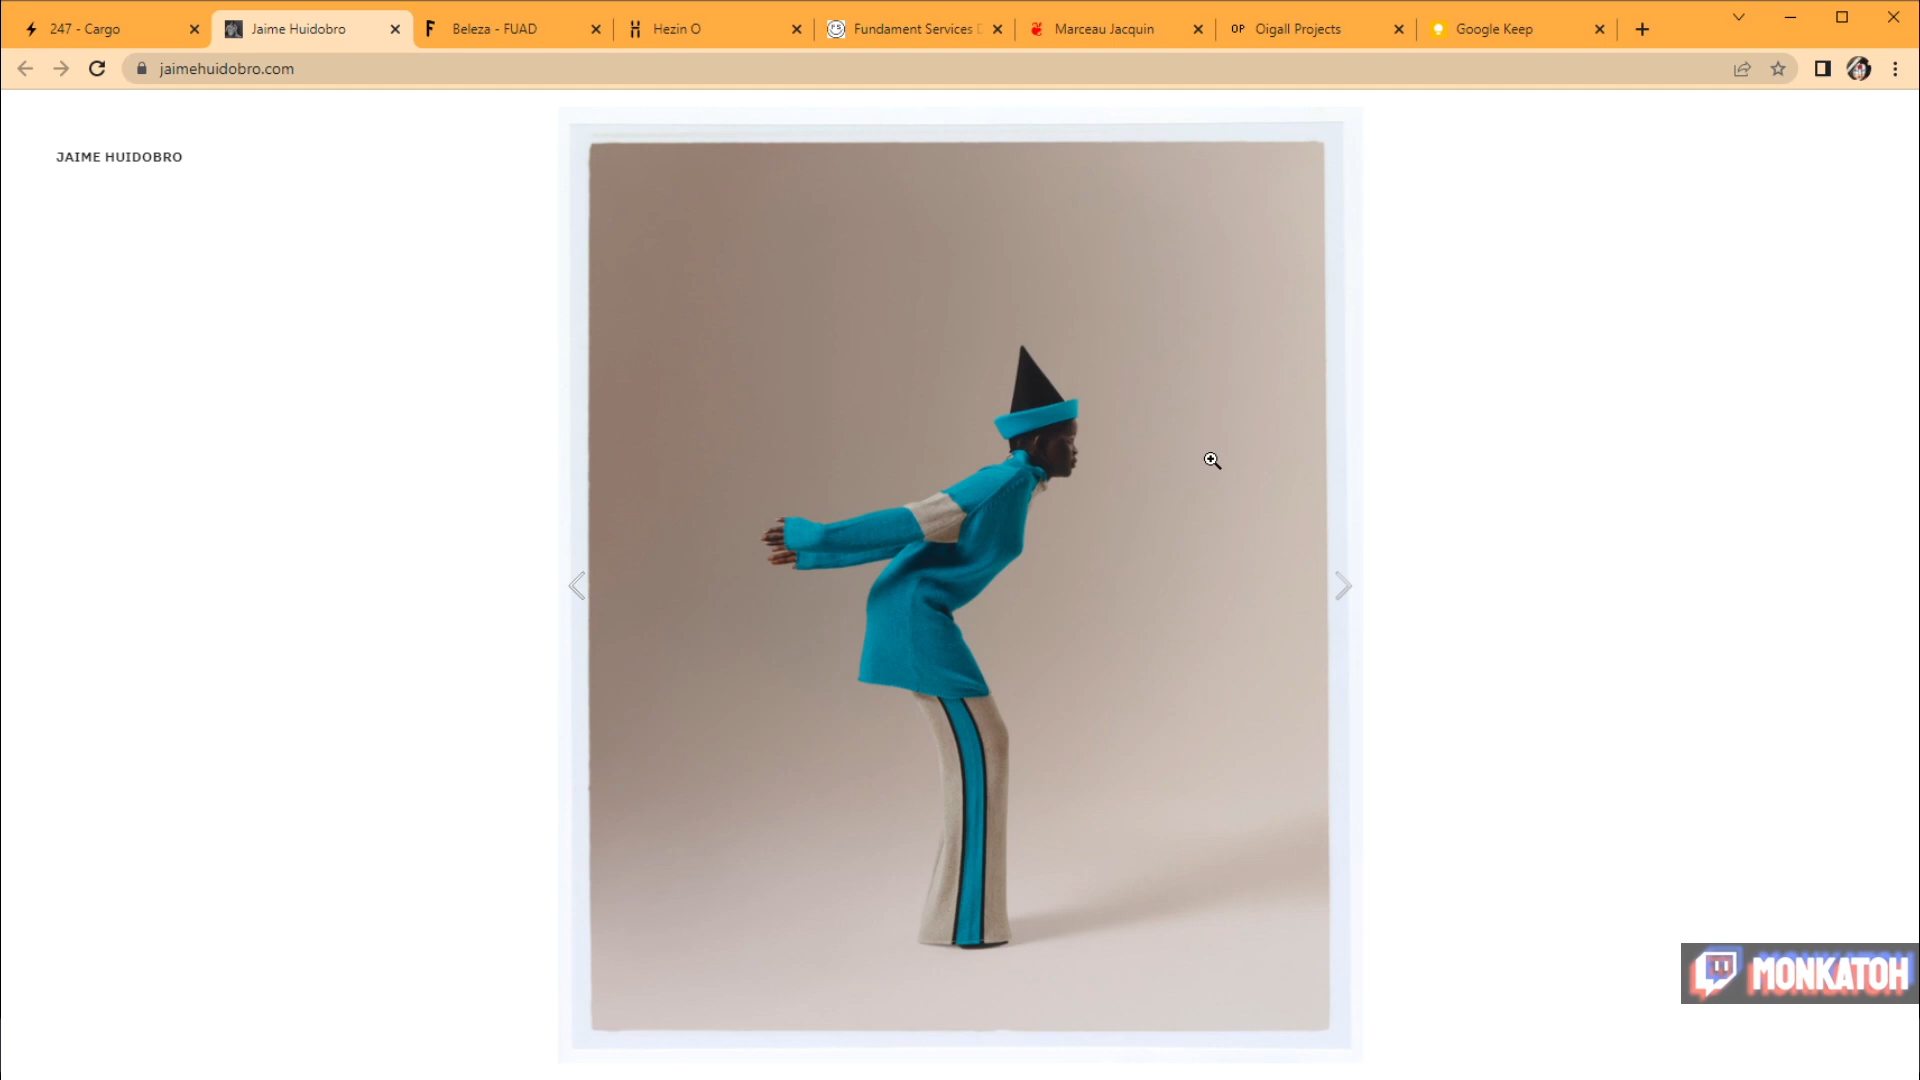 247 - Cargo
Jaime Huidobro
Beleza - FUAD
Hezin O
Fundament Services D
Marceau Jacquin
OP Oigall Projects
Google Keep
jaimehuidobro.com
JAIME HUIDOBRO
MONKATOH